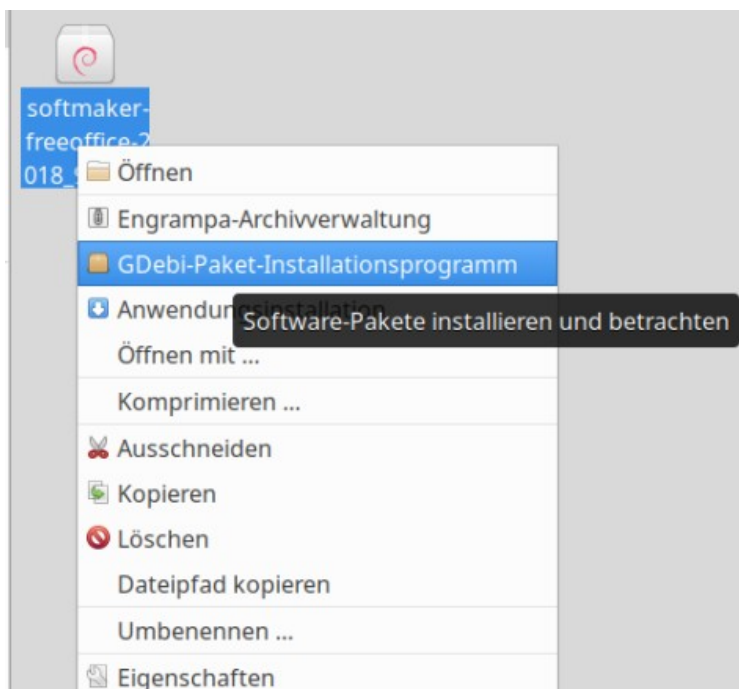 softmaker-
freeoffice-2
018_
Öffnen
Engrampa-Archivverwaltung
GDebi-Paket-Installationsprogramm
Anwendungsinstallation
Software-Pakete installieren und betrachten
Öffnen mit ...
Komprimieren ...
Ausschneiden
Kopieren
Löschen
Dateipfad kopieren
Umbenennen ...
Eigenschaften